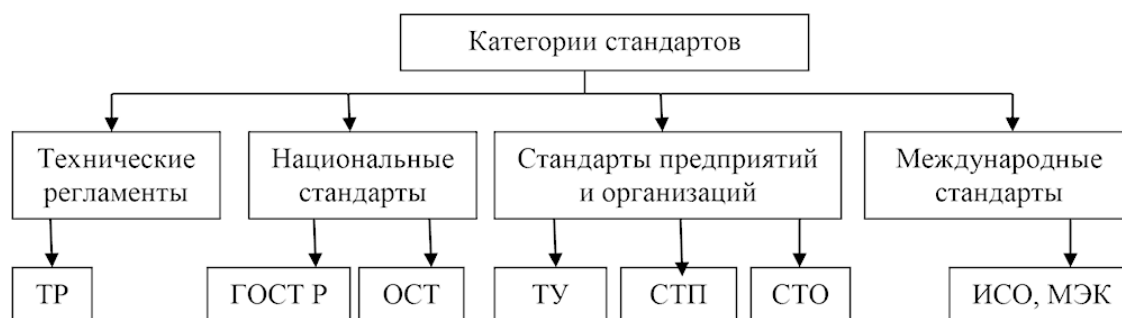 Категории стандартов
Технические
регламенты
Национальные
стандарты
Стандарты предприятий
и организаций
Международные
стандарты
ТР
ГОСТ Р
ОСТ
ТУ
СТП
СТО
ИСО, МЭК